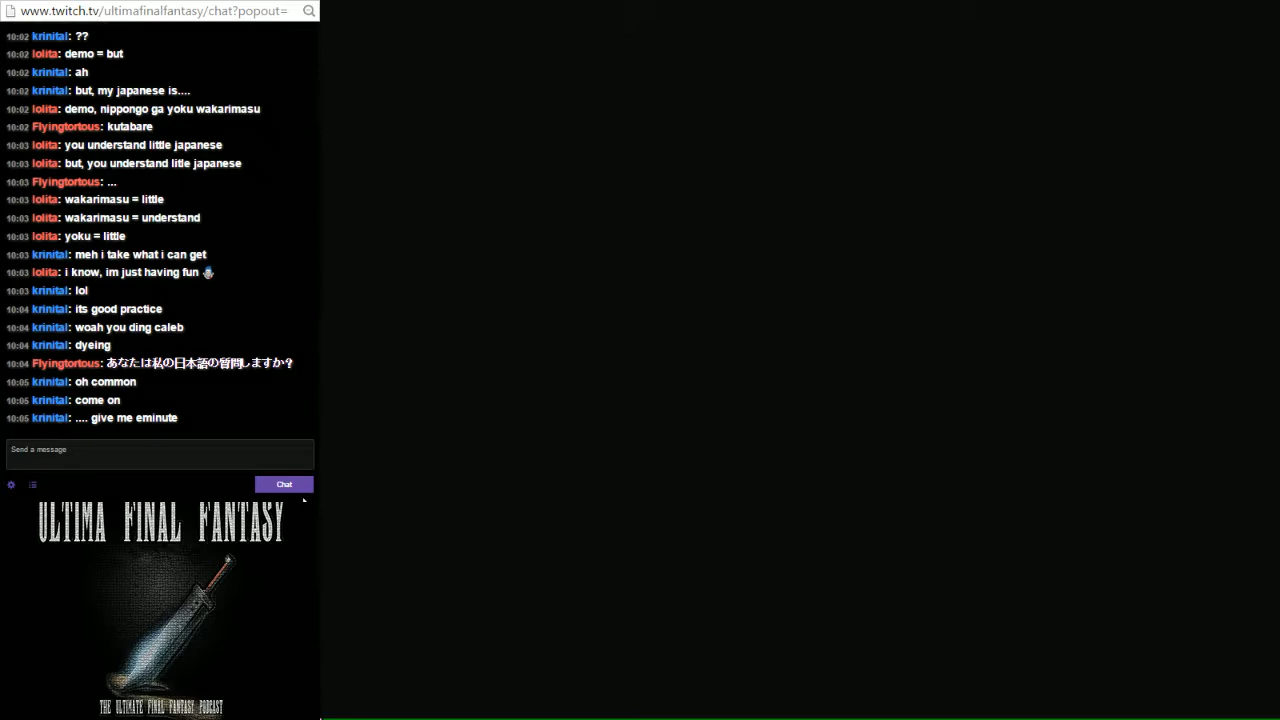 www.twitch.tv/ultimafinalfantasy/chat?popout=
10:02 krinital: ??
10:02 lolita: demo = but
10:02 krinital: ah
10:02 krinital: but, my japanese is....
10:02 lolita: demo, nippongo ga yoku wakarimasu
10:02 Flyingtortous: kutabare
10:03 lolita: you understand little japanese
10:03 lolita: but, you understand litle japanese
10:03 Flyingtortous: ...
10:03 lolita: wakarimasu = little
10:03 lolita: wakarimasu = understand
10:03 lolita: yoku = little
10:03 krinital: meh i take what i can get
10:03 lolita: i know, im just having fun
10:03 krinital: lol
10:04 krinital: its good practice
10:04 krinital: woah you ding caleb
10:04 krinital: dyeing
10:04 Flyingtortous: あなたは私の日本語の質問しますか?
10:05 krinital: oh common
10:05 krinital: come on
10:05 krinital: .... give me eminute
Send a message
Chat
ULTIMA FINAL FANTASY
THE ULTIMATE FINAL FANTASY PODCAST